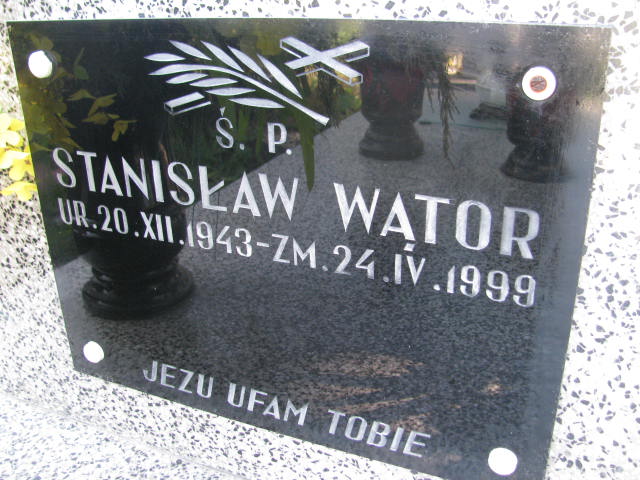 Ś. P.
STANISŁAW WĄTOR
UR. 20. XII. 1943 - ZM. 24. IV. 1999
JEZU UFAM TOBIE